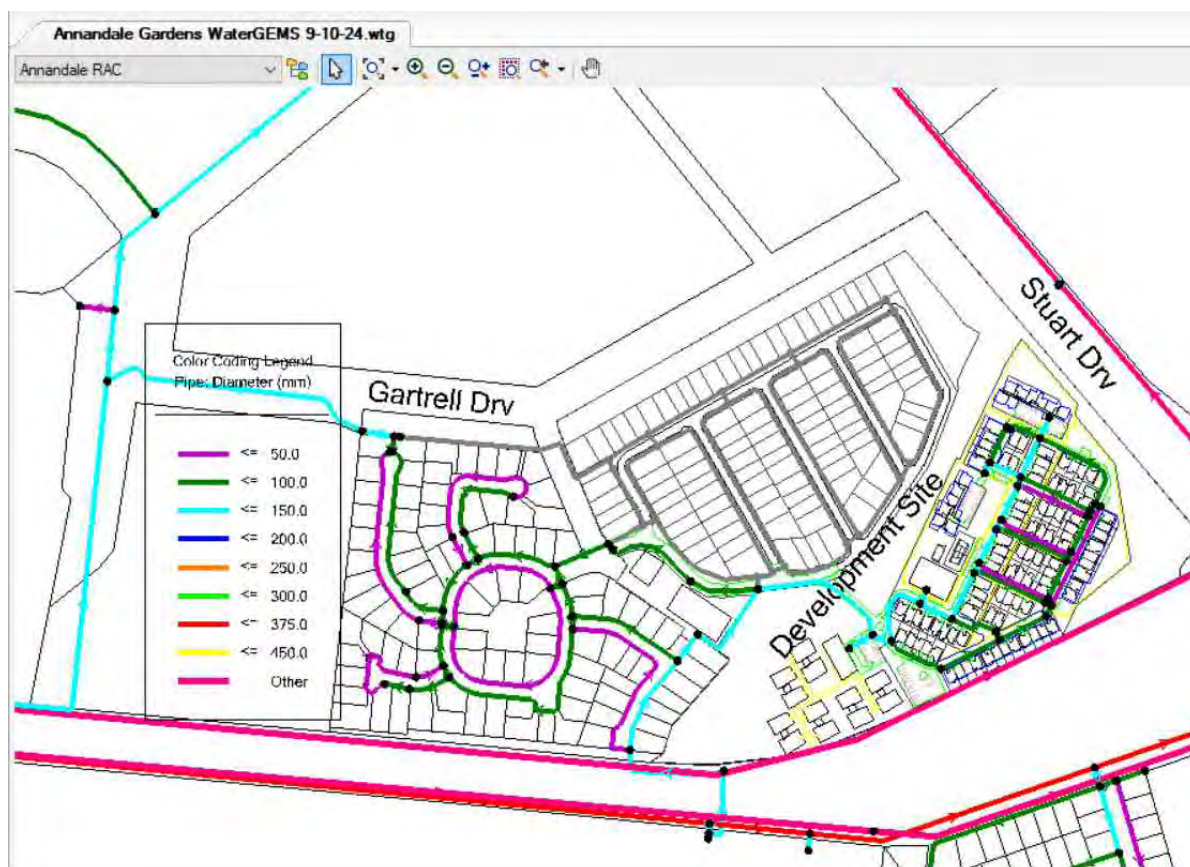 Annandale Gardens WaterGEMS 9-10-24.wtg
Annandale RAC
Stuart Drv
Color Coding Legend
Pipe: Diameter (mm)
Gartrell Drv
<= 50.0
<= 100.0
<= 150.0
<= 200.0
<= 250.0
<= 300.0
<= 375.0
<= 450.0
Other
Development Site